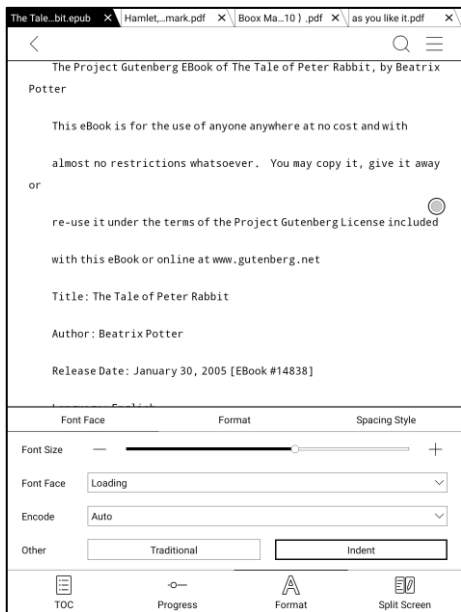 The Tale...bit.epub X Hamlet,...mark.pdf X Boox Ma...10 ) .pdf X as you like it.pdf X
The Project Gutenberg EBook of The Tale of Peter Rabbit, by Beatrix
Potter
This eBook is for the use of anyone anywhere at no cost and with
almost no restrictions whatsoever. You may copy it, give it away
or
re-use it under the terms of the Project Gutenberg License included
with this eBook or online at www.gutenberg.net
Title: The Tale of Peter Rabbit
Author: Beatrix Potter
Release Date: January 30, 2005 [EBook #14838]
Font Face Format Spacing Style
Font Size
Font Face Loading
Encode Auto
Other Traditional Indent
TOC Progress Format Split Screen